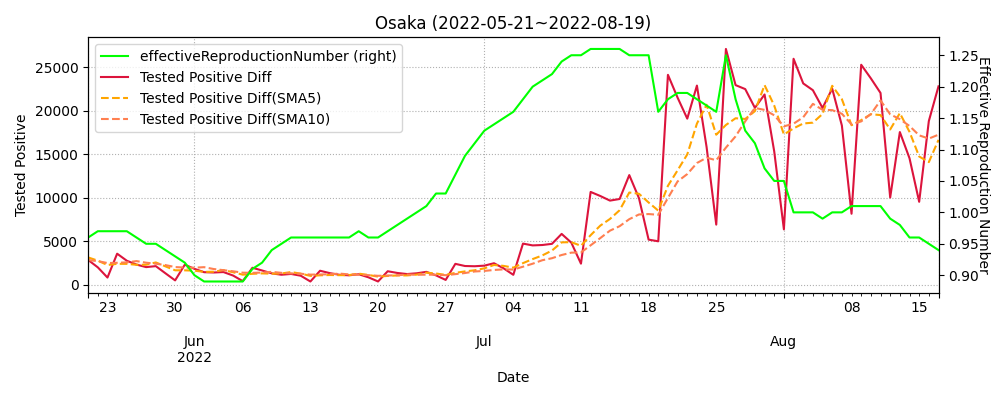 Osaka (2022-05-21~2022-08-19)
effectiveReproductionNumber (right)
Tested Positive Diff
Tested Positive Diff(SMA5)
Tested Positive Diff(SMA10)
Tested Positive
25000
20000
15000
10000
5000
0
1.25
1.20
1.15
1.10
1.05
1.00
0.95
0.90
Effective Reproduction Number
23 30 06 13 20 27 04 11 18 25 08 15
Jun Jul Aug
2022
Date